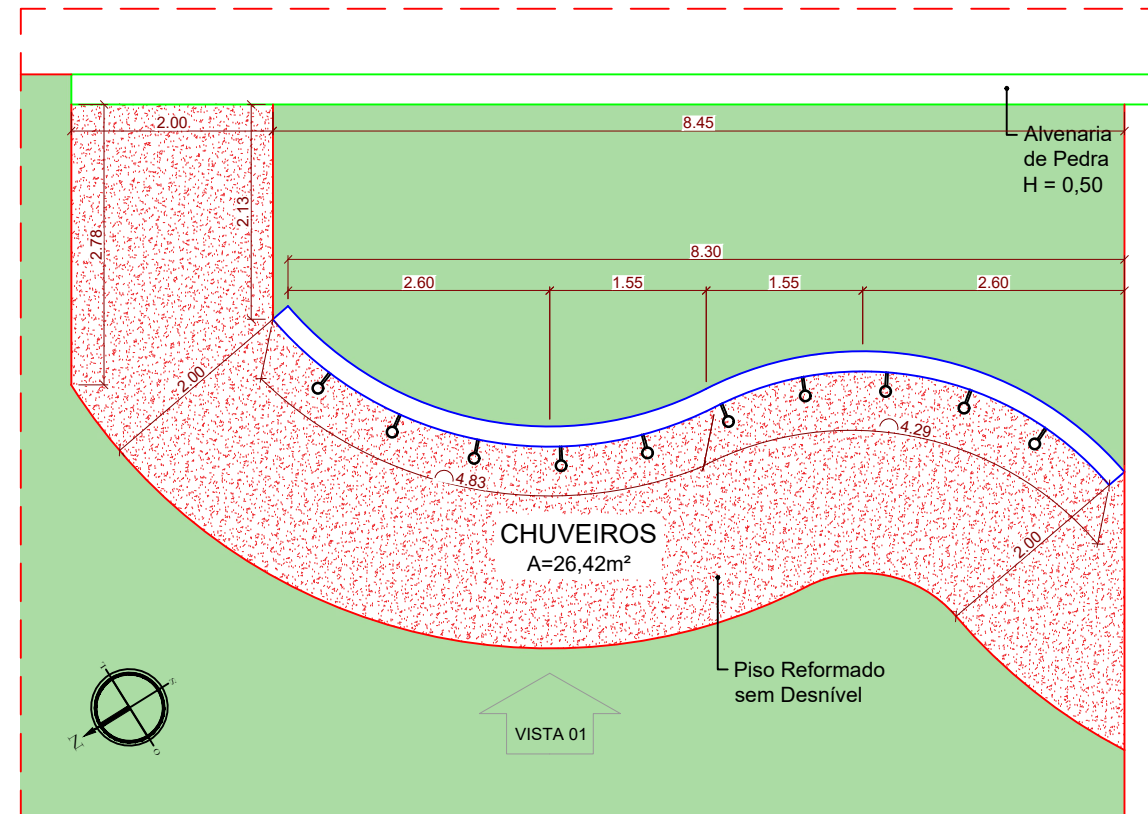 2.00
8.45
Alvenaria
de Pedra
H = 0,50
2.13
2.78
8.30
2.60
1.55
1.55
2.60
2.00
4.83
4.29
CHUVEIROS
A=26,42m²
2.00
Piso Reformado
sem Desnível
VISTA 01
L
S
N
O